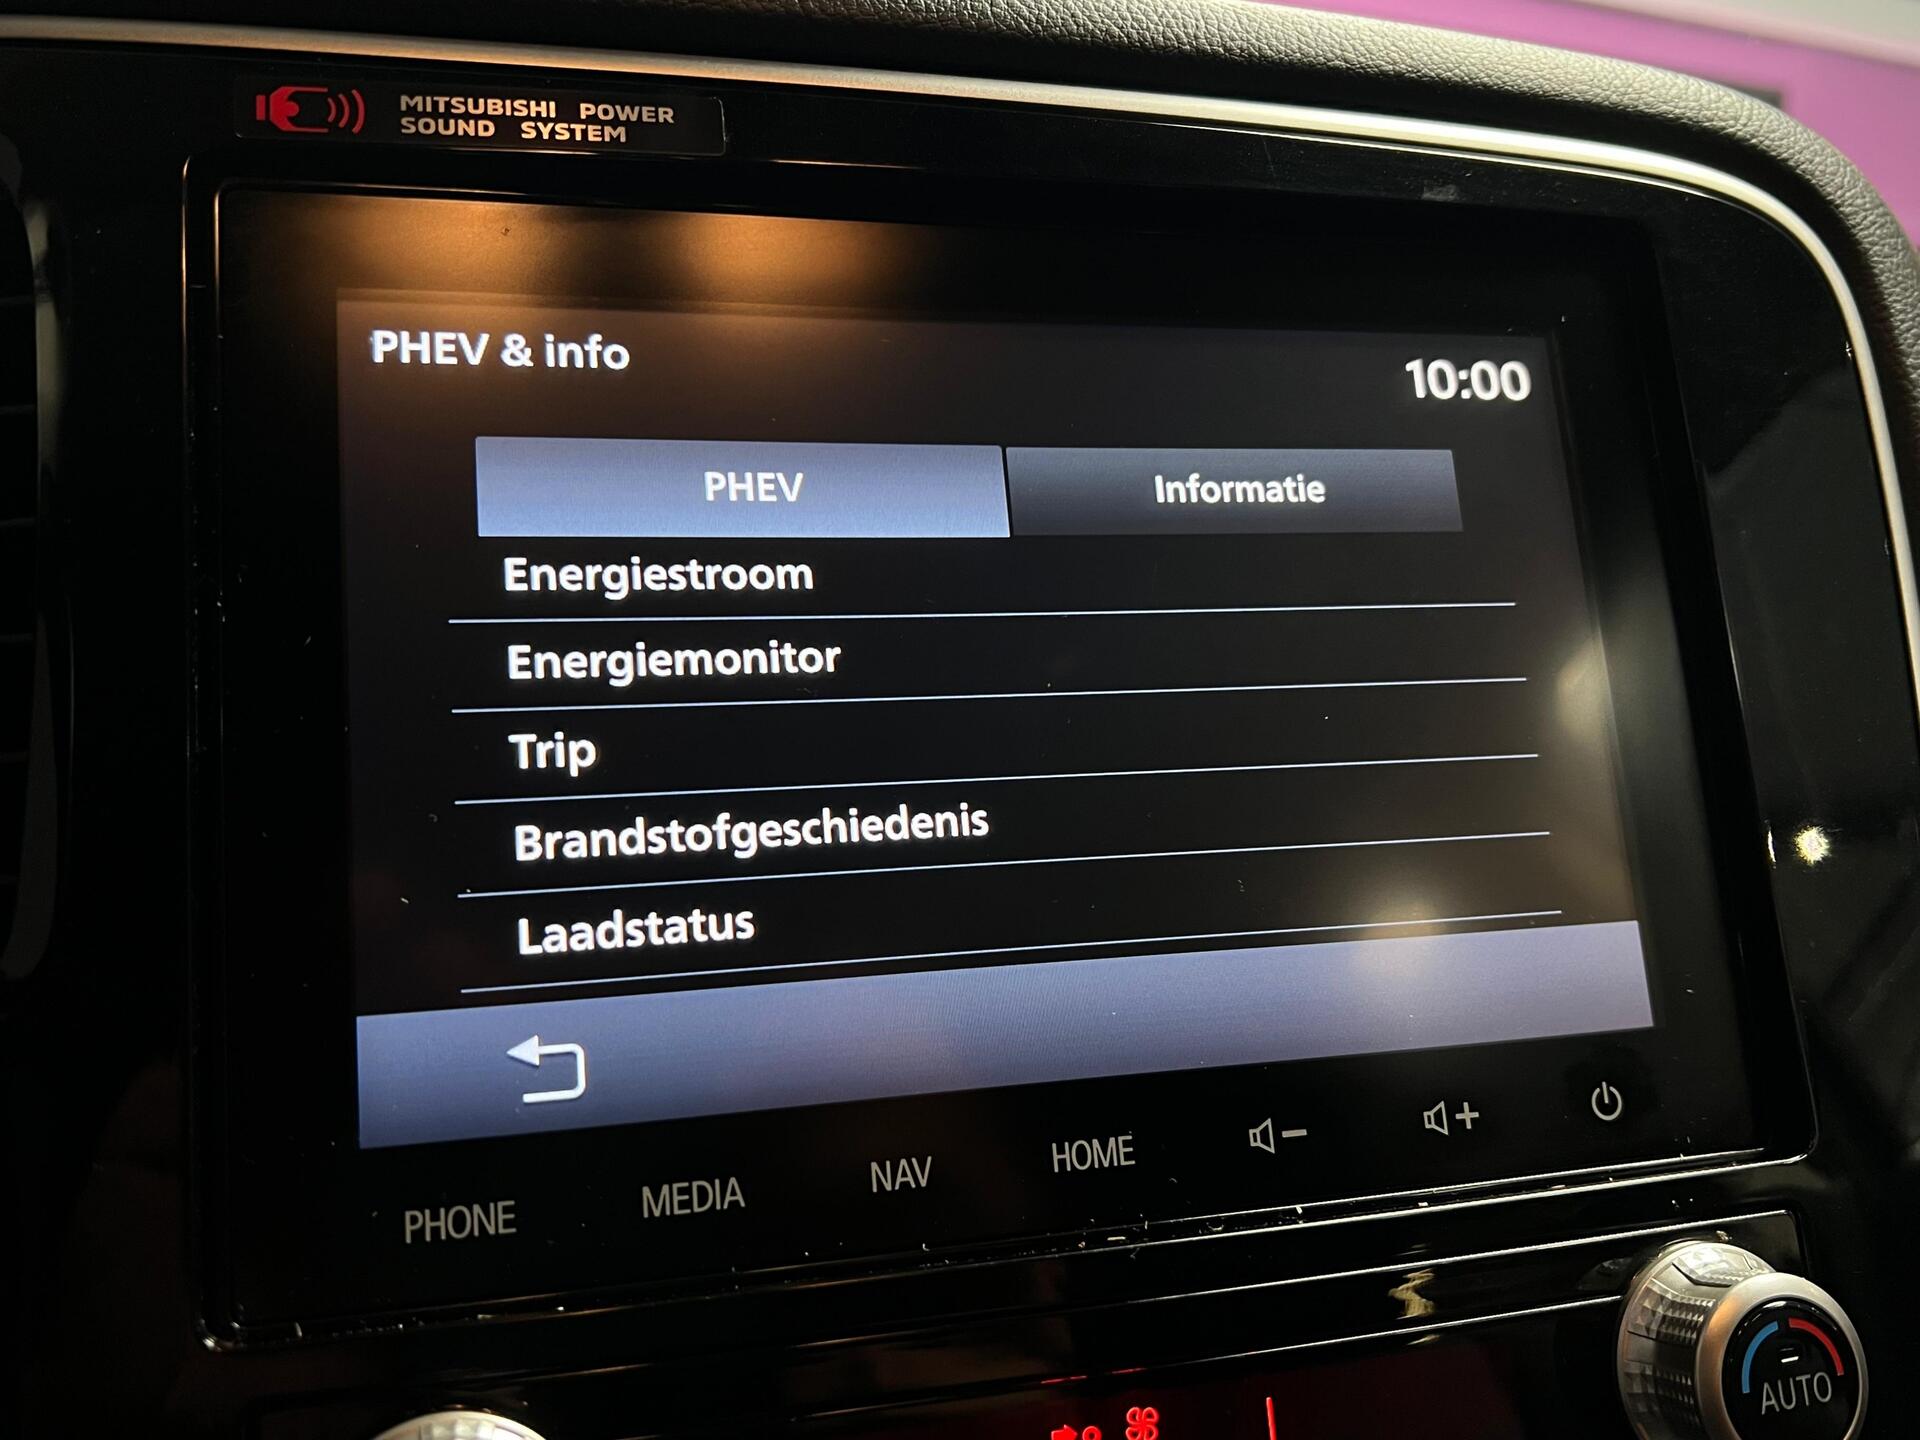 MITSUBISHI POWER
SOUND SYSTEM
PHEV & info
10:00
PHEV
Informatie
Energiestroom
Energiemonitor
Trip
Brandstofgeschiedenis
Laadstatus
PHONE
MEDIA
NAV
HOME
AUTO